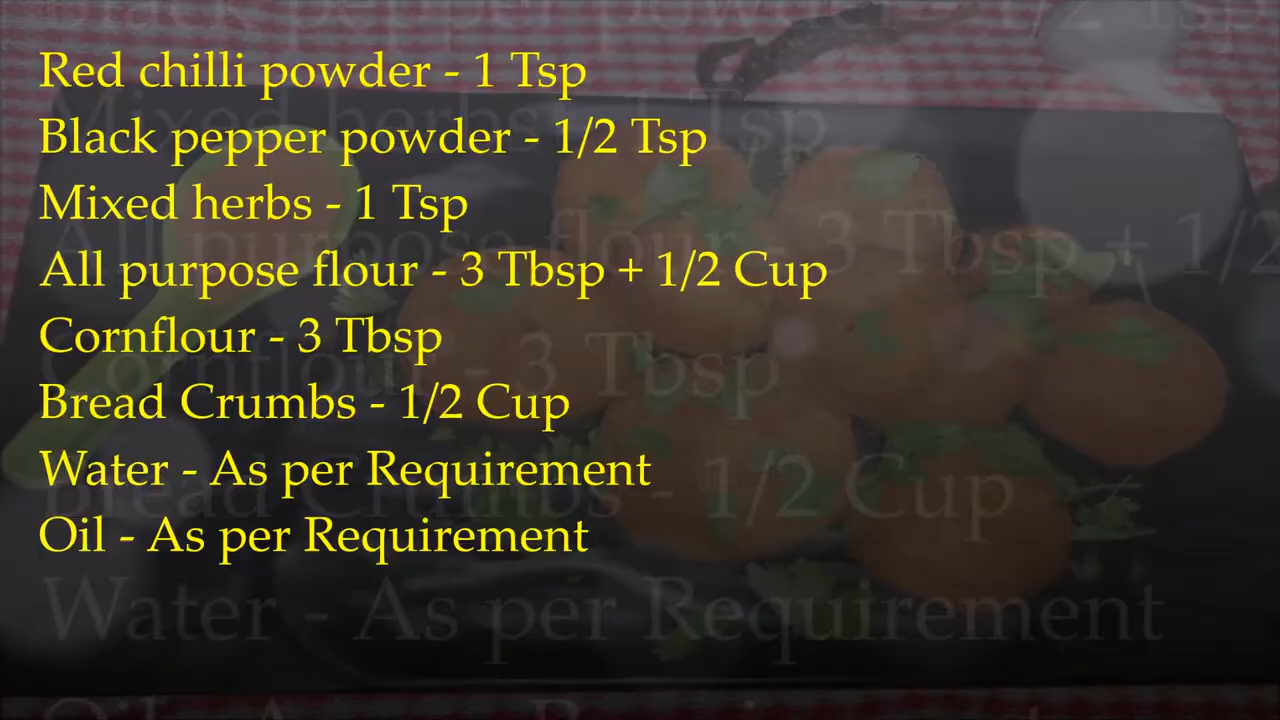 Red chilli powder - 1 Tsp
Black pepper powder - 1/2 Tsp
Mixed herbs - 1 Tsp
All purpose flour - 3 Tbsp + 1/2 Cup
Cornflour - 3 Tbsp
Bread Crumbs - 1/2 Cup
Water - As per Requirement
Oil - As per Requirement